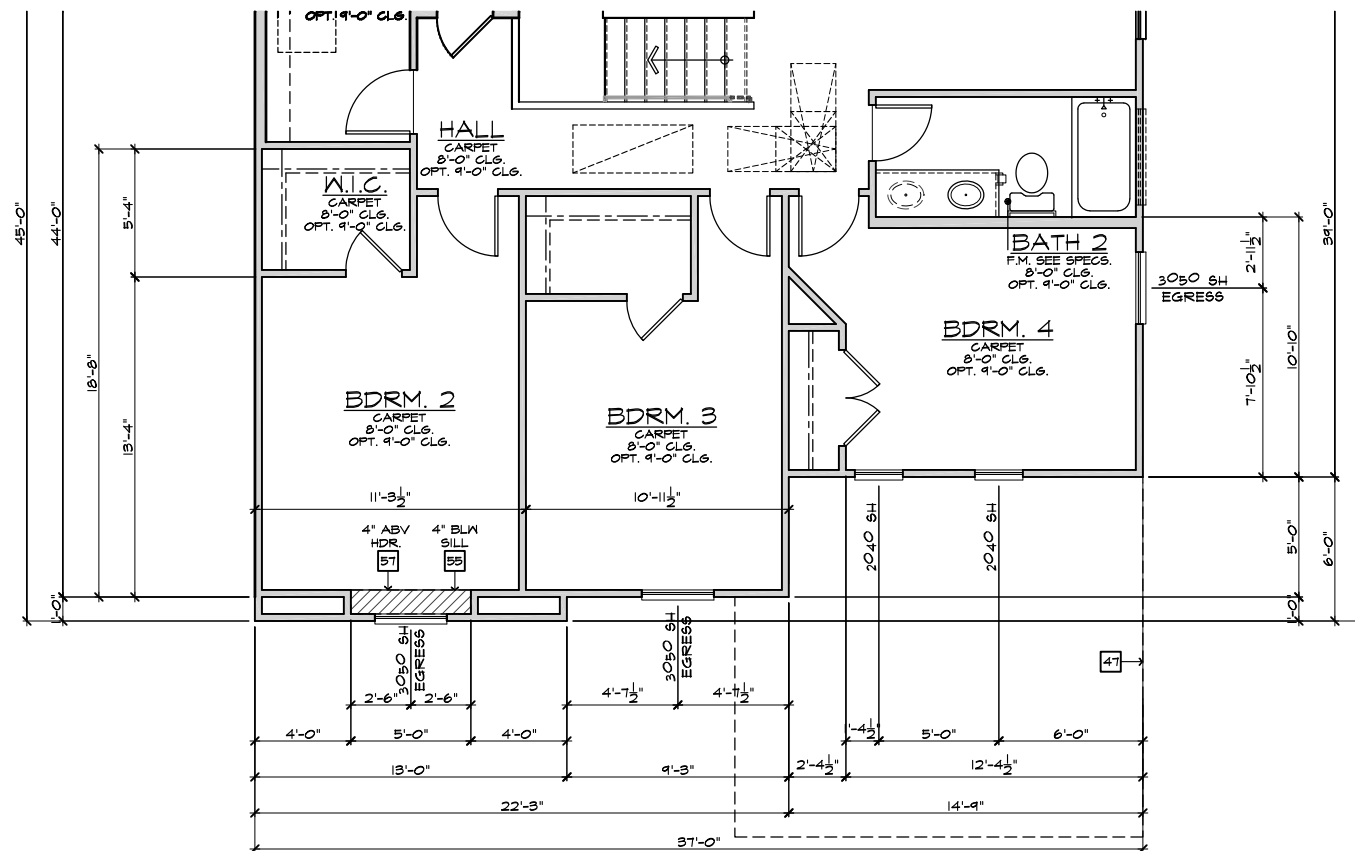 OPT. 9'-0" CLG.
HALL
CARPET
8'-0" CLG.
OPT. 9'-0" CLG.
W.I.C.
CARPET
8'-0" CLG.
OPT. 9'-0" CLG.
BATH 2
F.M. SEE SPECS.
8'-0" CLG.
OPT. 9'-0" CLG.
3050 SH
EGRESS
BDRM. 4
CARPET
8'-0" CLG.
OPT. 9'-0" CLG.
BDRM. 2
CARPET
8'-0" CLG.
OPT. 9'-0" CLG.
BDRM. 3
CARPET
8'-0" CLG.
OPT. 9'-0" CLG.
45'-0"
44'-0"
18'-8"
5'-4"
13'-4"
1'-0"
39'-0"
2'-11½"
10'-10"
7'-10½"
5'-0"
6'-0"
1'-0"
11'-3½"
10'-11½"
4" ABV
HDR.
57
4" BLW
SILL
55
2040 SH
2040 SH
3050 SH
EGRESS
3050 SH
EGRESS
47
2'-6"
2'-6"
4'-7½"
4'-7½"
4'-0"
5'-0"
4'-0"
1'-4½"
5'-0"
6'-0"
13'-0"
9'-3"
2'-4½"
12'-4½"
22'-3"
14'-9"
37'-0"